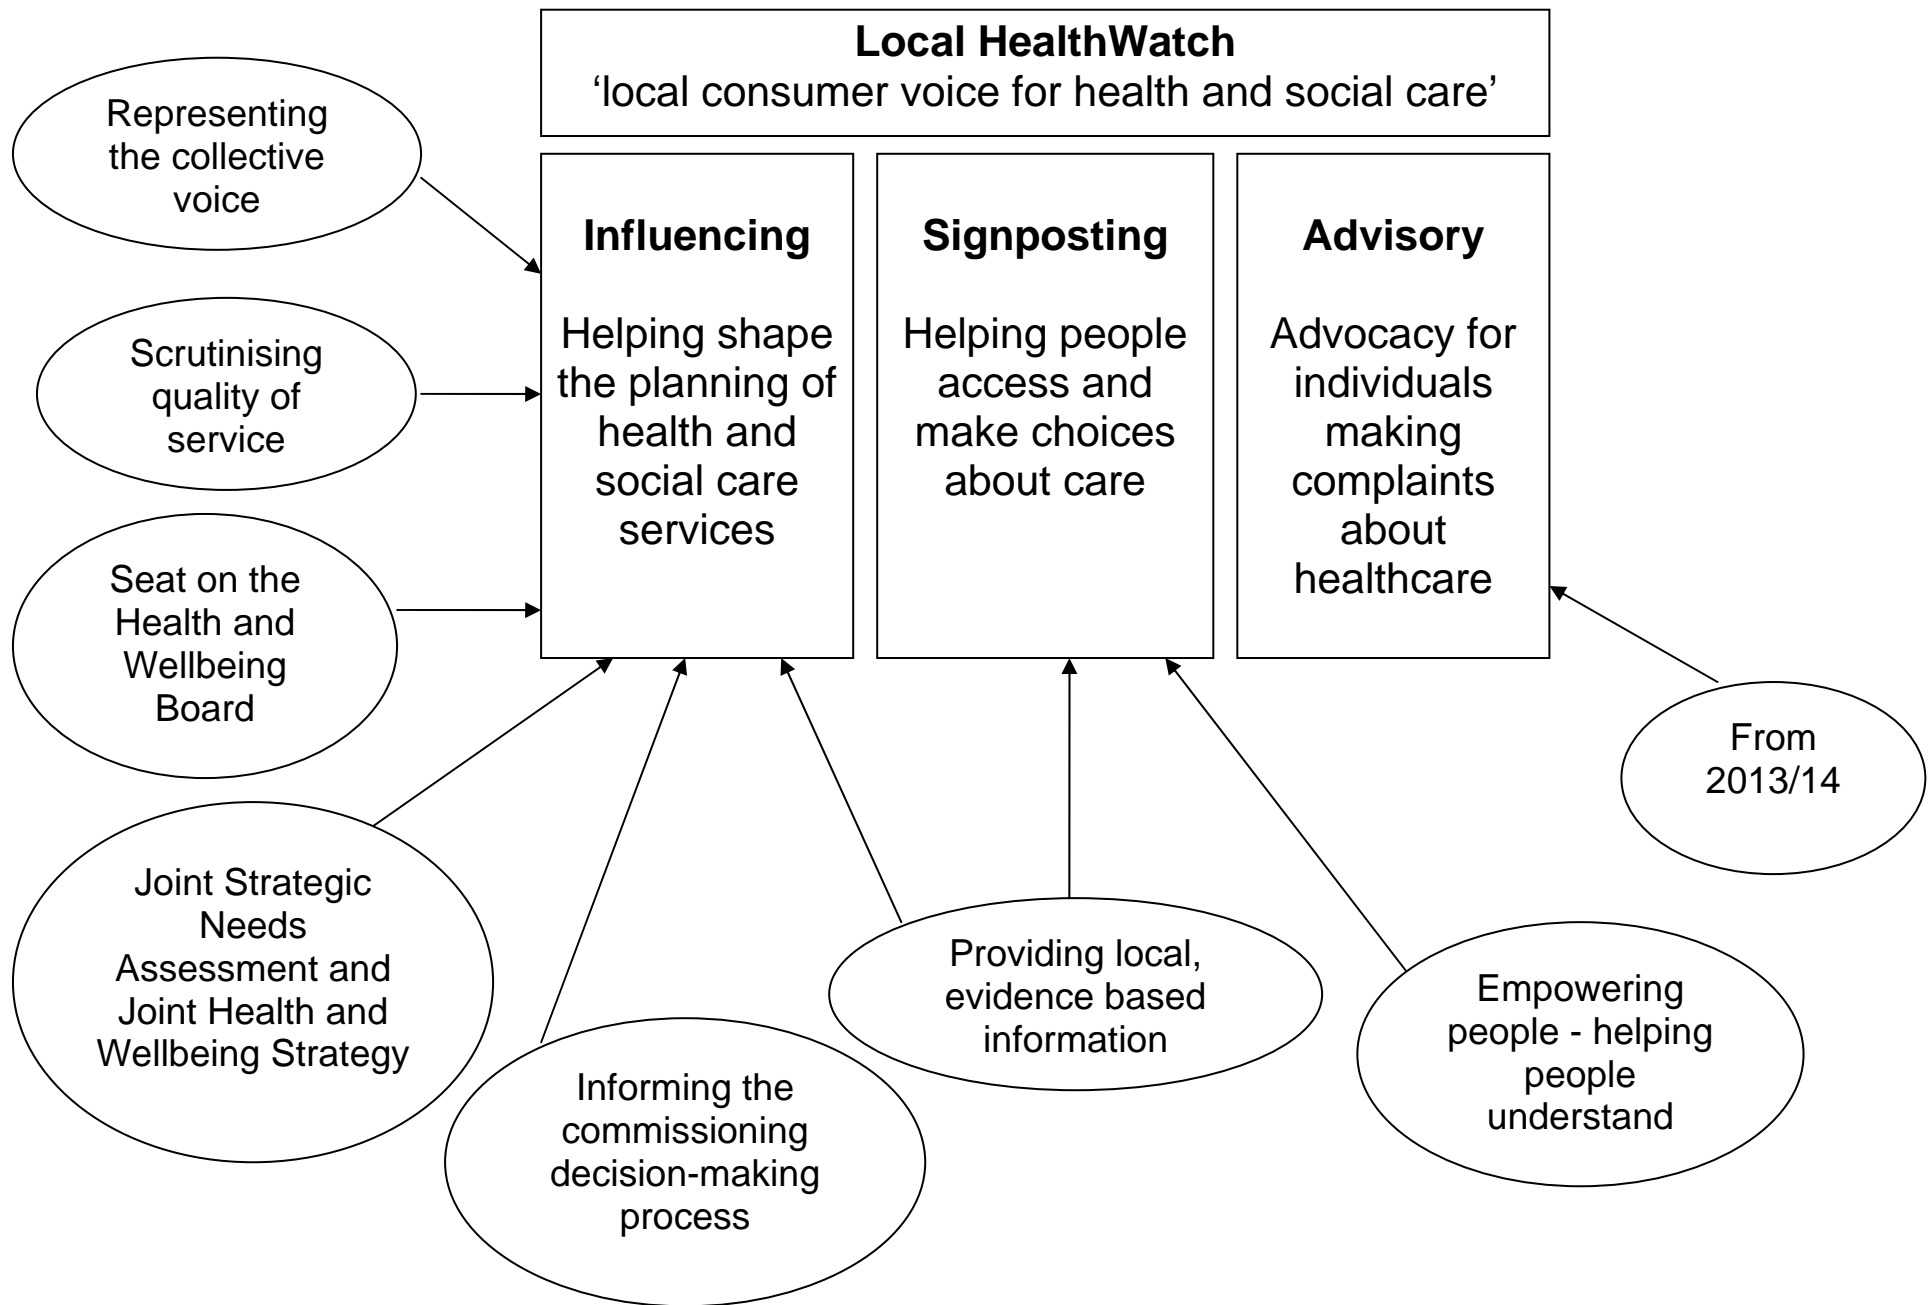 Local HealthWatch
‘local consumer voice for health and social care’
Representing
the collective
voice
Scrutinising
quality of
service
Seat on the
Health and
Wellbeing
Board
Influencing
Helping shape
the planning of
health and
social care
services
Signposting
Helping people
access and
make choices
about care
Advisory
Advocacy for
individuals
making
complaints
about
healthcare
From
2013/14
Joint Strategic
Needs
Assessment and
Joint Health and
Wellbeing Strategy
Informing the
commissioning
decision-making
process
Providing local,
evidence based
information
Empowering
people - helping
people
understand